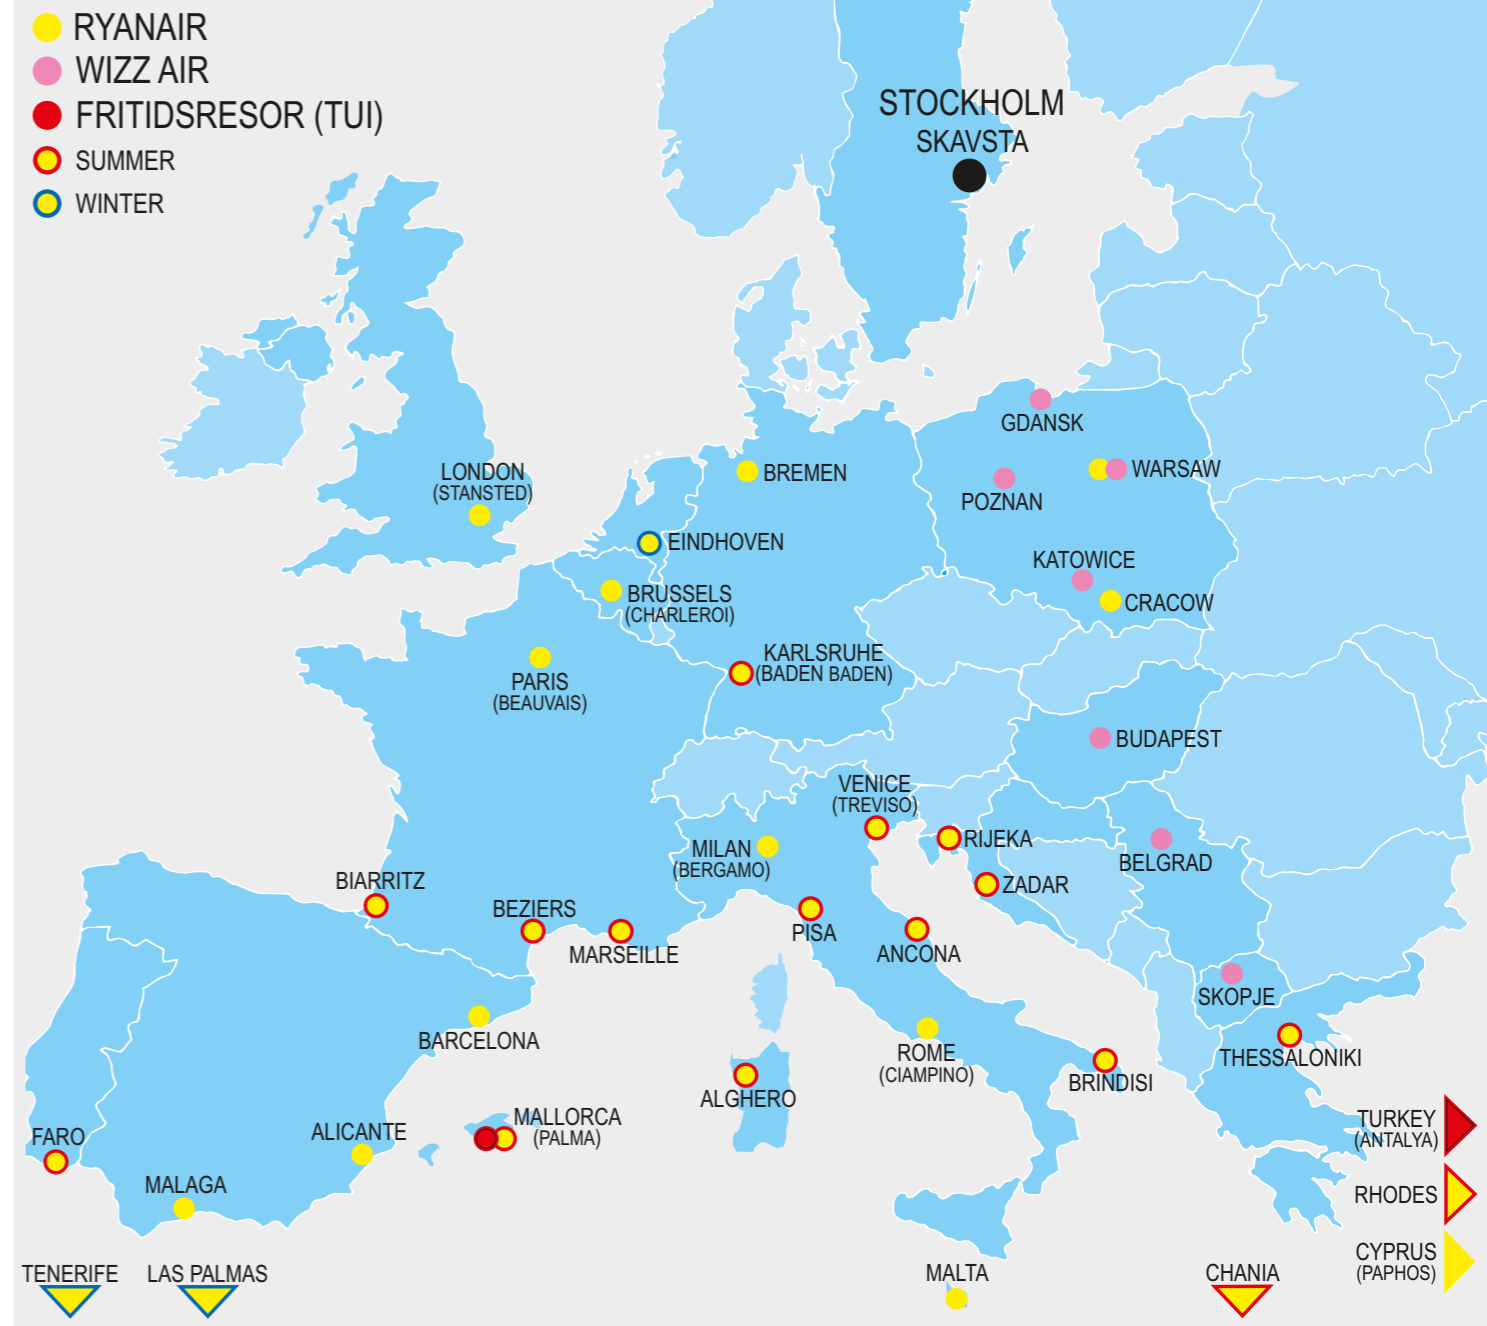 RYANAIR
WIZZ AIR
FRITIDSRESOR (TUI)
SUMMER
WINTER
STOCKHOLM
SKAVSTA
GDANSK
LONDON
(STANSTED)
BREMEN
WARSAW
POZNAN
EINDHOVEN
KATOWICE
BRUSSELS
(CHARLEROI)
CRACOW
PARIS
(BEAUVAIS)
KARLSRUHE
(BADEN BADEN)
BUDAPEST
VENICE
(TREVISO)
MILAN
(BERGAMO)
RIJEKA
BELGRAD
BIARRITZ
ZADAR
BEZIERS
MARSEILLE
PISA
ANCONA
SKOPJE
BARCELONA
ROME
(CIAMPINO)
THESSALONIKI
ALGHERO
BRINDISI
FARO
ALICANTE
MALLORCA
(PALMA)
TURKEY
(ANTALYA)
MALAGA
RHODES
CYPRUS
(PAPHOS)
TENERIFE
LAS PALMAS
MALTA
CHANIA